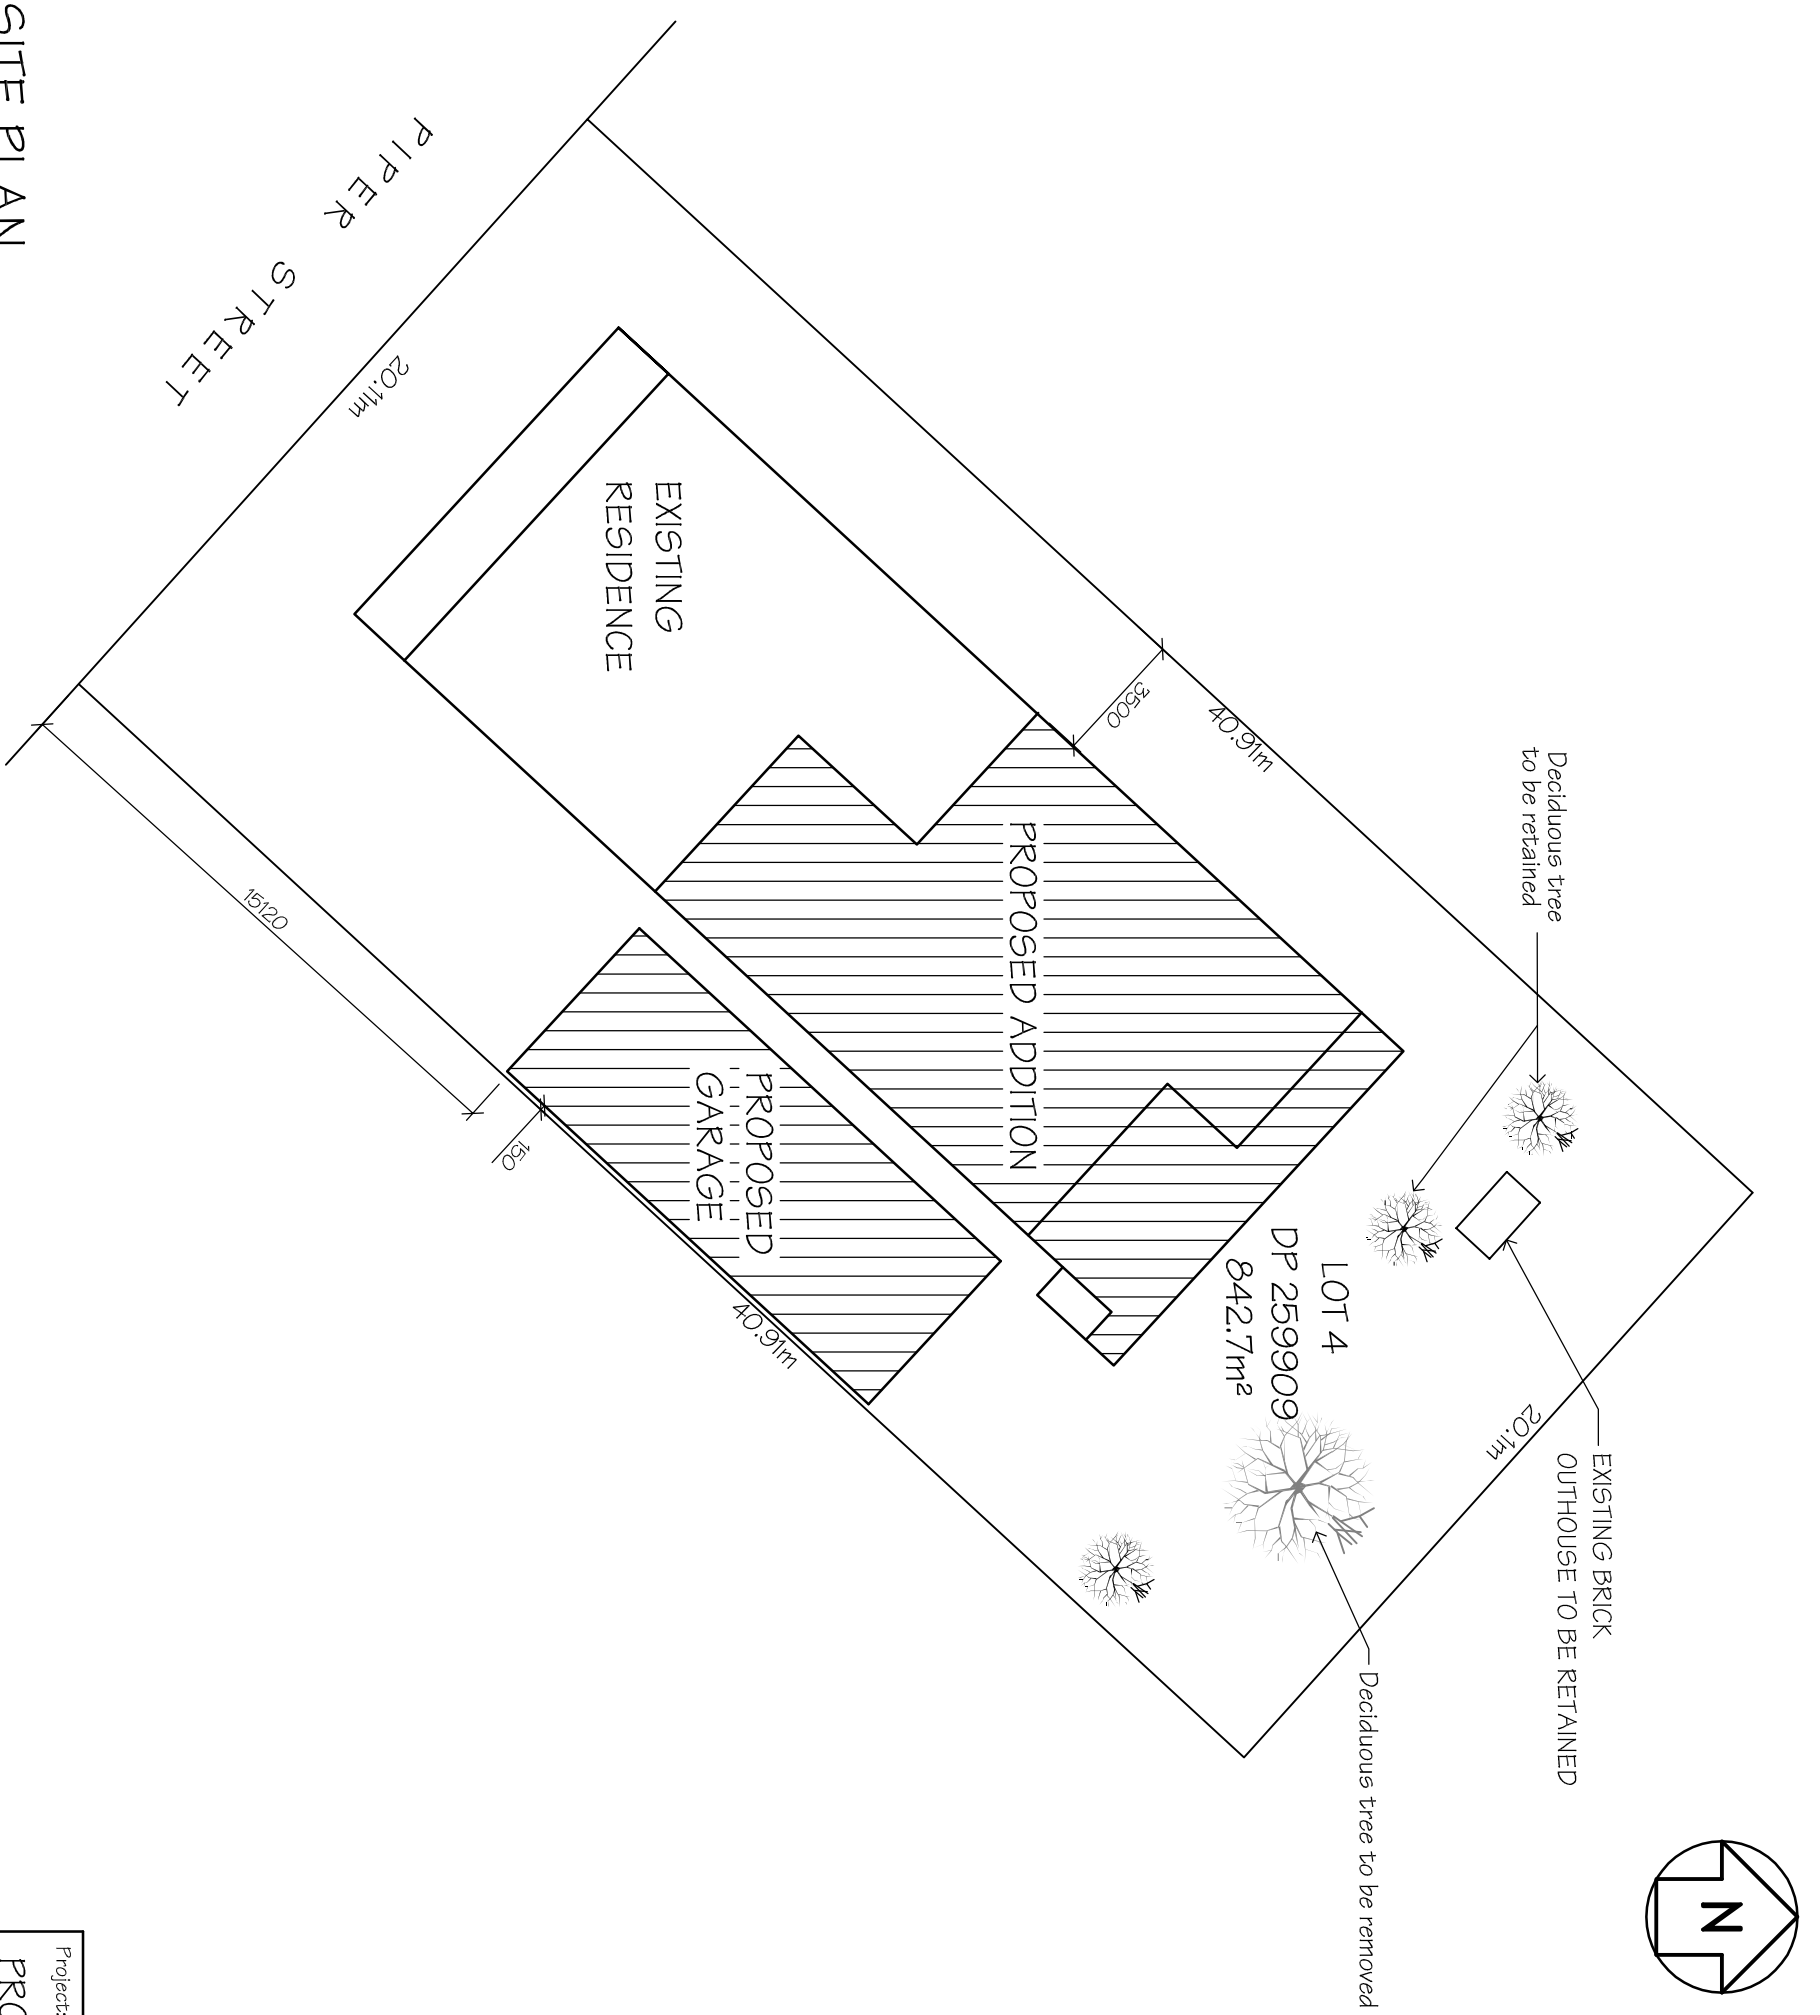 SITE PLAN
PIPER STREET
20.11m
EXISTING
RESIDENCE
3500
40.91m
Deciduous tree
to be retained
PROPOSED ADDITION
15120
150
PROPOSED
GARAGE
40.91m
LOT 4
DP 259909
842.7m²
20.1m
EXISTING BRICK
OUTHOUSE TO BE RETAINED
Deciduous tree to be removed
N
Project: